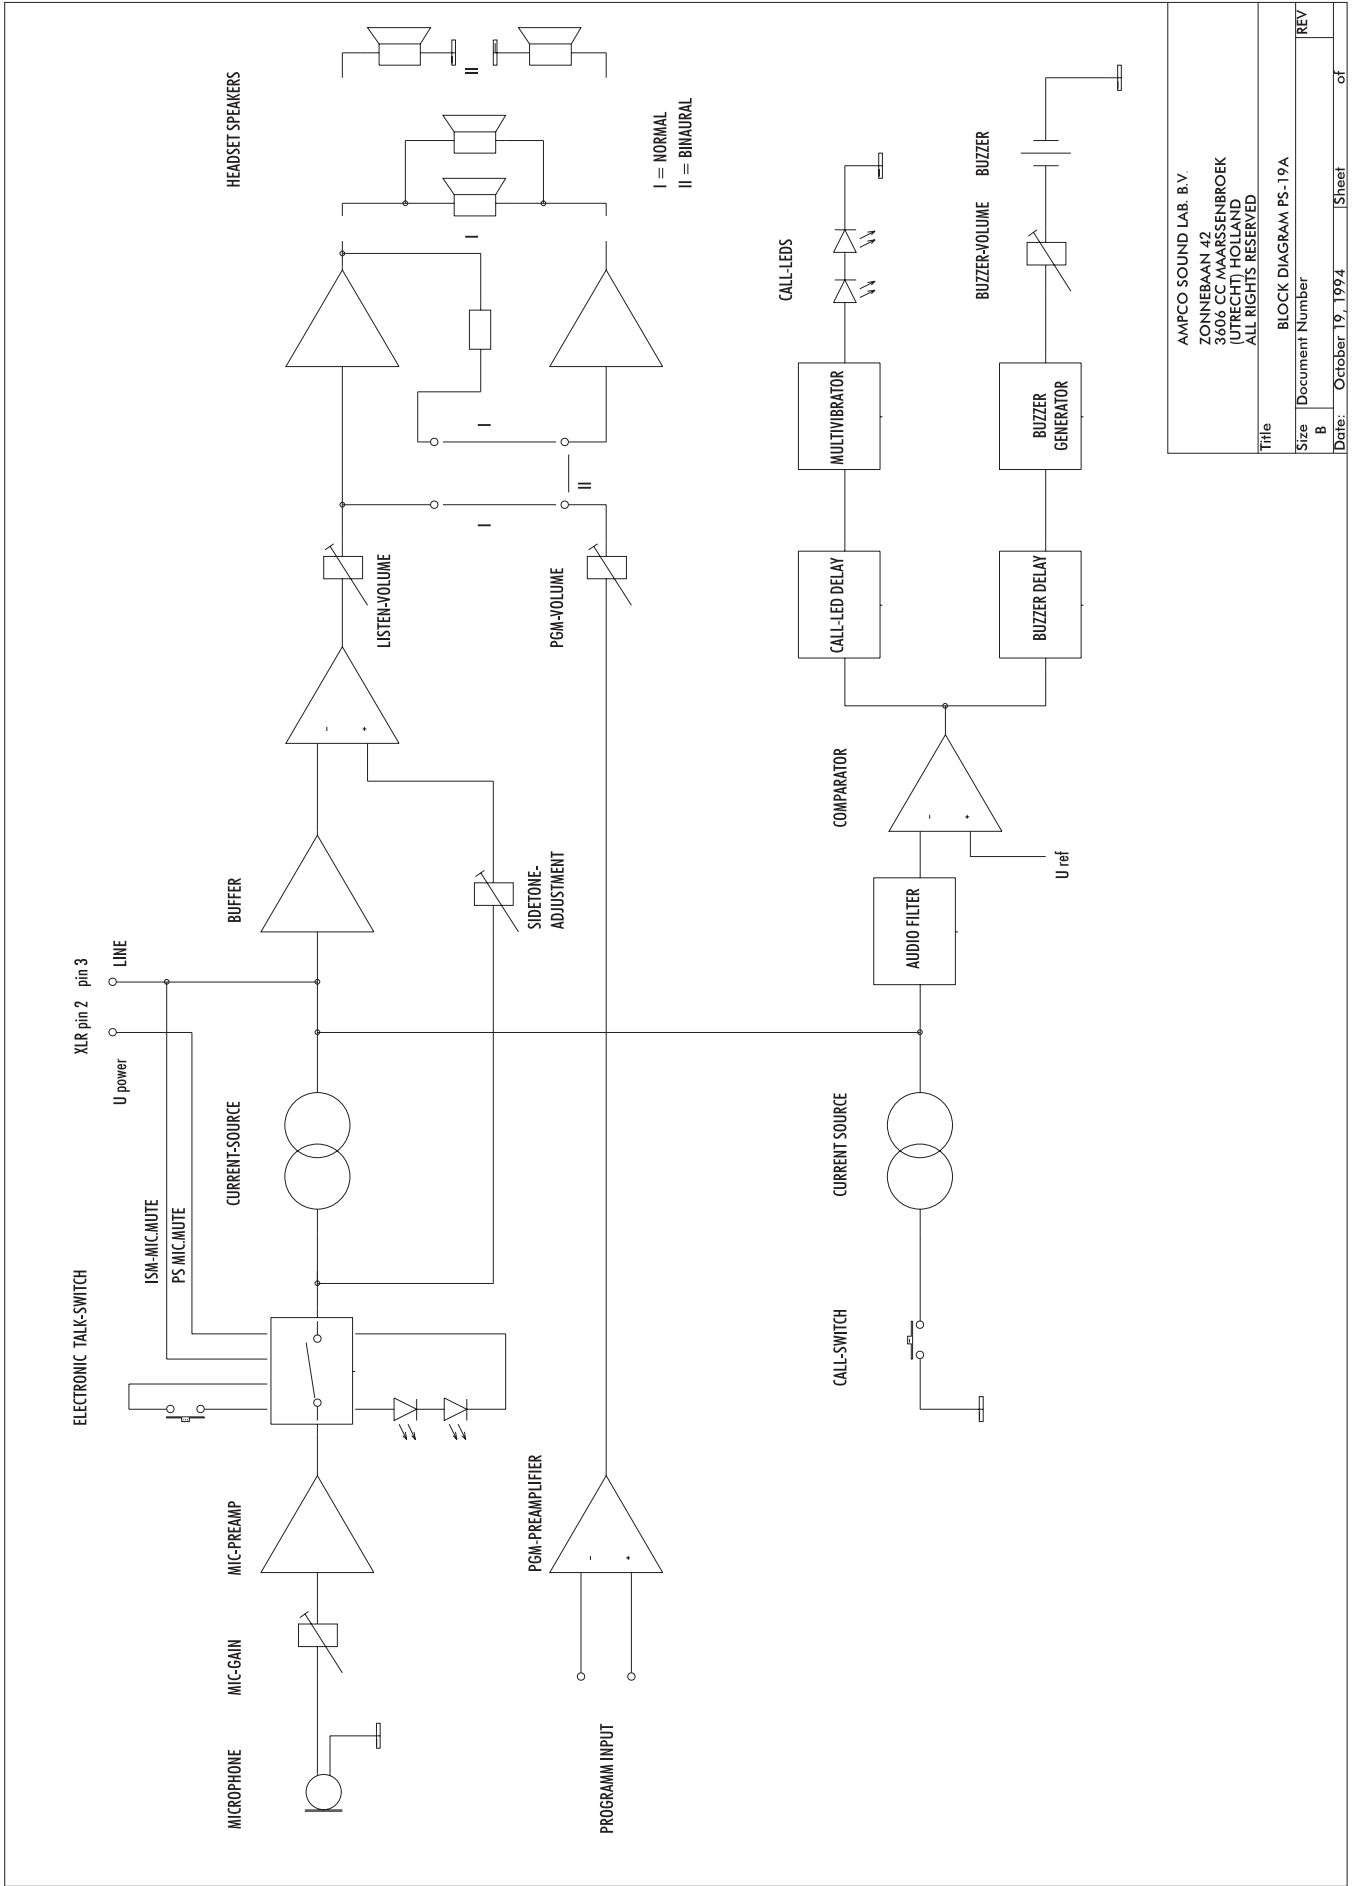 ELECTRONIC TALK-SWITCH
XLR pin 2
pin 3
U power
LINE
ISM-MIC.MUTE
PS MIC.MUTE
MICROPHONE
MIC-GAIN
MIC-PREAMP
CURRENT-SOURCE
BUFFER
HEADSET SPEAKERS
- +
LISTEN-VOLUME
I
I
I
II
II
SIDETONE-
ADJUSTMENT
PROGRAMM INPUT
PGM-PREAMPLIFIER
- +
PGM-VOLUME
I = NORMAL
II = BINAURAL
CALL-SWITCH
CURRENT SOURCE
AUDIO FILTER
COMPARATOR
- +
U ref
CALL-LED DELAY
MULTIVIBRATOR
CALL-LEDS
BUZZER DELAY
BUZZER
GENERATOR
BUZZER-VOLUME
BUZZER
AMPCO SOUND LAB. B.V.
ZONNEBAAN 42
3606 CC MAARSSENBROEK
(UTRECHT) HOLLAND
ALL RIGHTS RESERVED
Title
BLOCK DIAGRAM PS-19A
Size Document Number REV
B
Date: October 19, 1994 Sheet of